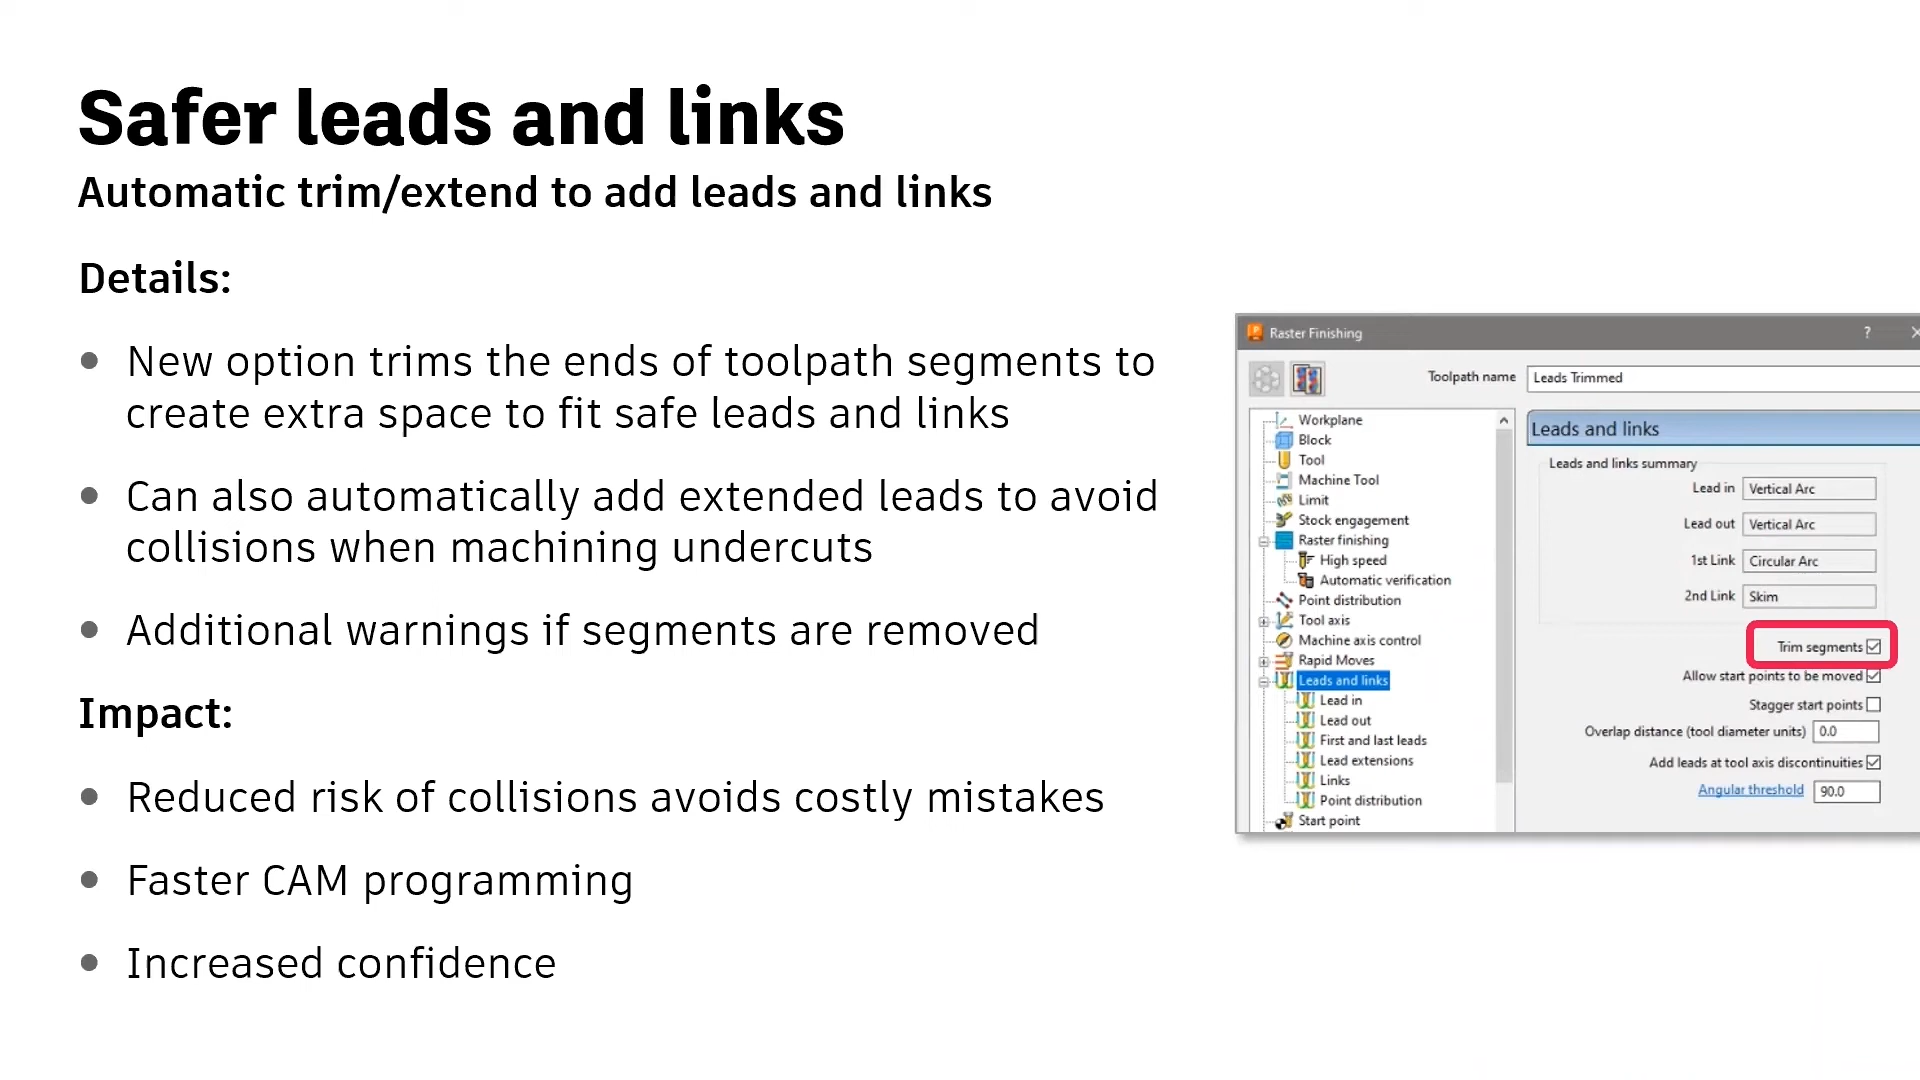 Safer leads and links
Automatic trim/extend to add leads and links
Details:
New option trims the ends of toolpath segments to
create extra space to fit safe leads and links
Can also automatically add extended leads to avoid
collisions when machining undercuts
Additional warnings if segments are removed
Impact:
Reduced risk of collisions avoids costly mistakes
Faster CAM programming
Increased confidence
Raster Finishing
?
Toolpath name
Leads Trimmed
Workplane
Block
Tool
Machine Tool
Limit
Stock engagement
Raster finishing
High speed
Automatic verification
Point distribution
Tool axis
Machine axis control
Rapid Moves
Leads and links
Lead in
Lead out
First and last leads
Lead extensions
Links
Point distribution
Start point
Leads and links
Leads and links summary
Lead in Vertical Arc
Lead out Vertical Arc
1st Link Circular Arc
2nd Link Skim
Trim segments
Allow start points to be moved
Stagger start points
Overlap distance (tool diameter units) 0.0
Add leads at tool axis discontinuities
Angular threshold 90.0